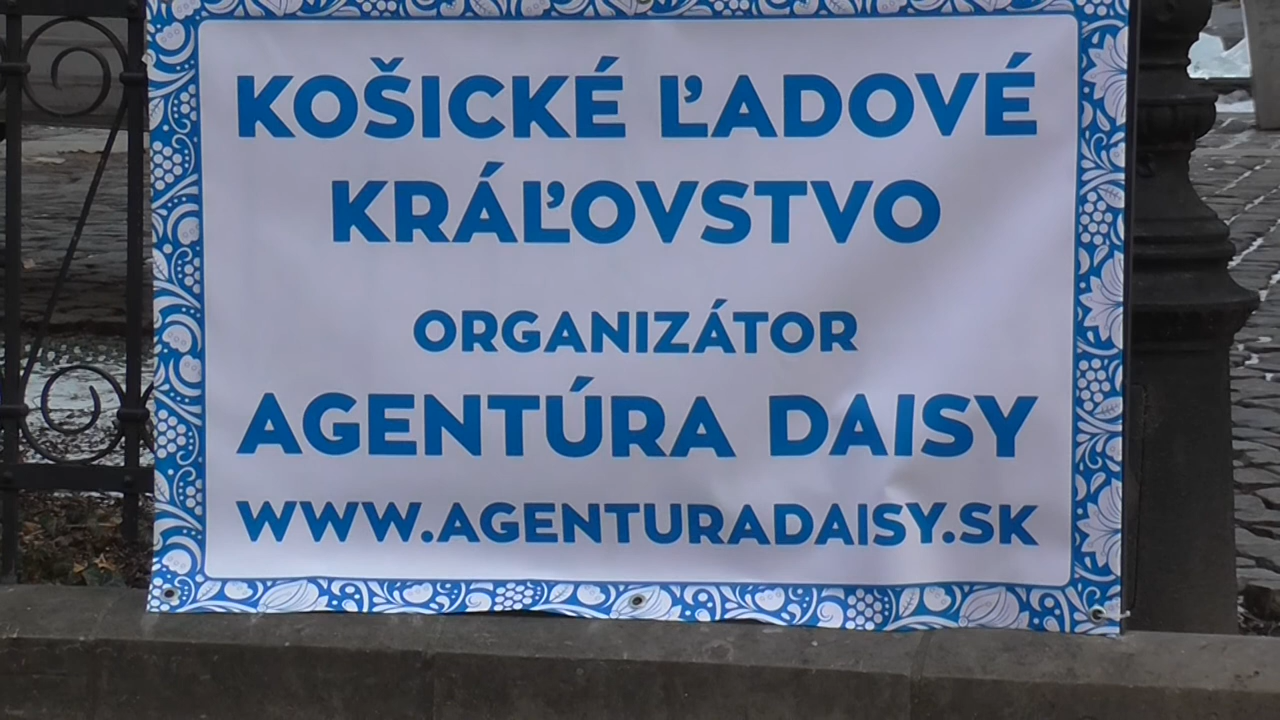 KOŠICKÉ ĽADOVÉ
KRÁĽOVSTVO
ORGANIZÁTOR
AGENTÚRA DAISY
WWW.AGENTURADAISY.SK